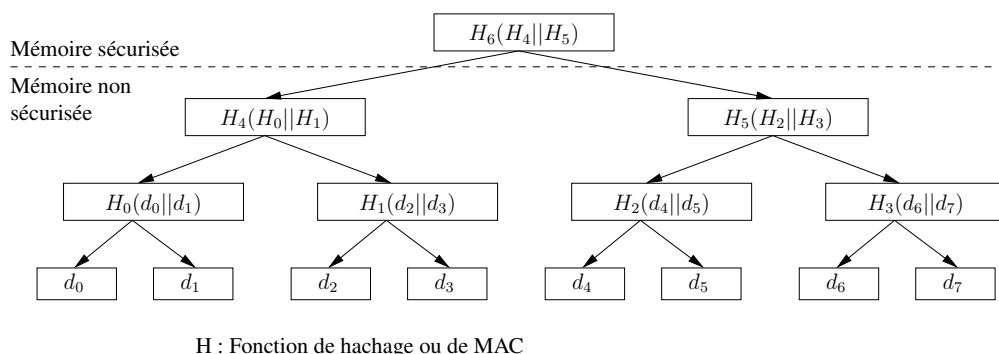 H₆(H₄||H₅)
Mémoire sécurisée
Mémoire non
sécurisée
H₄(H₀||H₁) H₅(H₂||H₃)
H₀(d₀||d₁) H₁(d₂||d₃) H₂(d₄||d₅) H₃(d₆||d₇)
d₀ d₁ d₂ d₃ d₄ d₅ d₆ d₇
H : Fonction de hachage ou de MAC